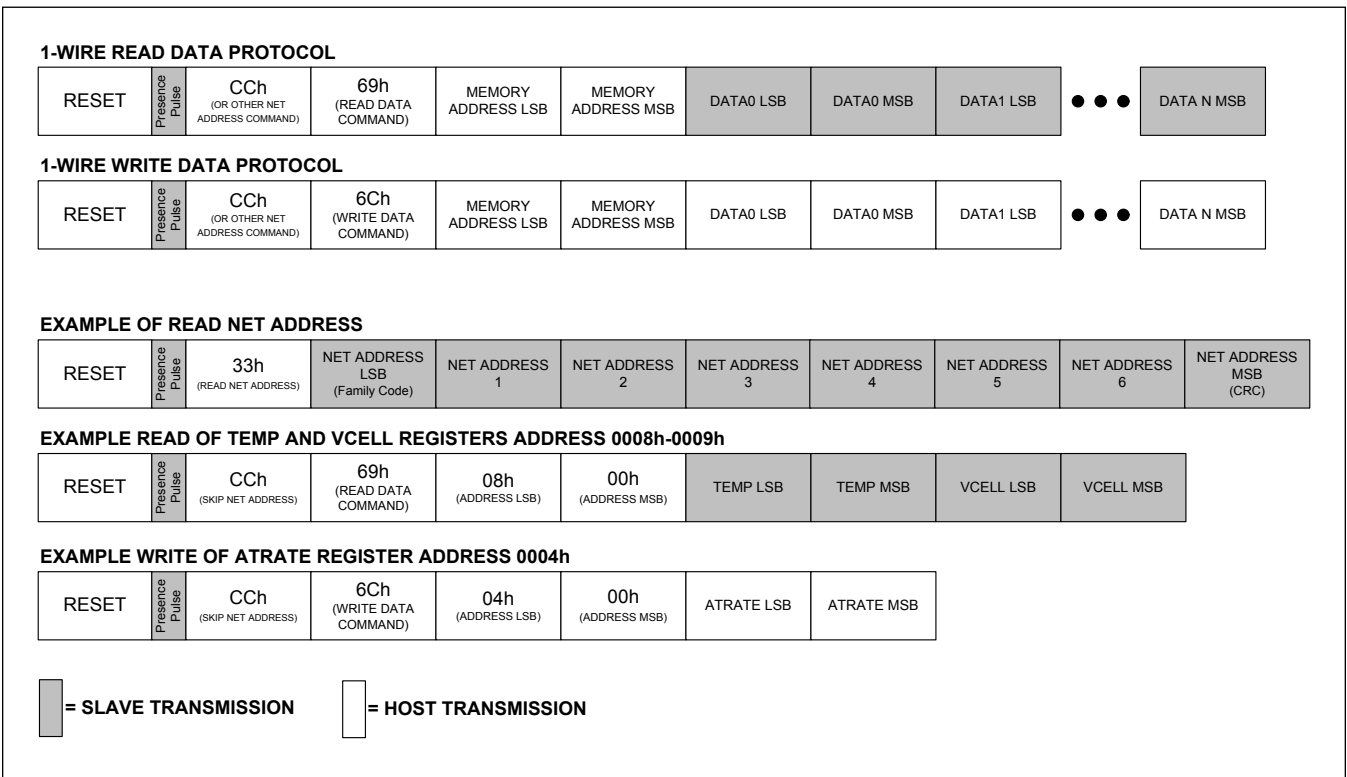 1-WIRE READ DATA PROTOCOL
RESET
Presence
Pulse
CCh
(OR OTHER NET
ADDRESS COMMAND)
69h
(READ DATA
COMMAND)
MEMORY
ADDRESS LSB
MEMORY
ADDRESS MSB
DATA0 LSB
DATA0 MSB
DATA1 LSB
DATA N MSB
1-WIRE WRITE DATA PROTOCOL
RESET
Presence
Pulse
CCh
(OR OTHER NET
ADDRESS COMMAND)
6Ch
(WRITE DATA
COMMAND)
MEMORY
ADDRESS LSB
MEMORY
ADDRESS MSB
DATA0 LSB
DATA0 MSB
DATA1 LSB
DATA N MSB
EXAMPLE OF READ NET ADDRESS
RESET
Presence
Pulse
33h
(READ NET ADDRESS)
NET ADDRESS
LSB
(Family Code)
NET ADDRESS
1
NET ADDRESS
2
NET ADDRESS
3
NET ADDRESS
4
NET ADDRESS
5
NET ADDRESS
6
NET ADDRESS
MSB
(CRC)
EXAMPLE READ OF TEMP AND VCELL REGISTERS ADDRESS 0008h-0009h
RESET
Presence
Pulse
CCh
(SKIP NET ADDRESS)
69h
(READ DATA
COMMAND)
08h
(ADDRESS LSB)
00h
(ADDRESS MSB)
TEMP LSB
TEMP MSB
VCELL LSB
VCELL MSB
EXAMPLE WRITE OF ATRATE REGISTER ADDRESS 0004h
RESET
Presence
Pulse
CCh
(SKIP NET ADDRESS)
6Ch
(WRITE DATA
COMMAND)
04h
(ADDRESS LSB)
00h
(ADDRESS MSB)
ATRATE LSB
ATRATE MSB
= SLAVE TRANSMISSION
= HOST TRANSMISSION